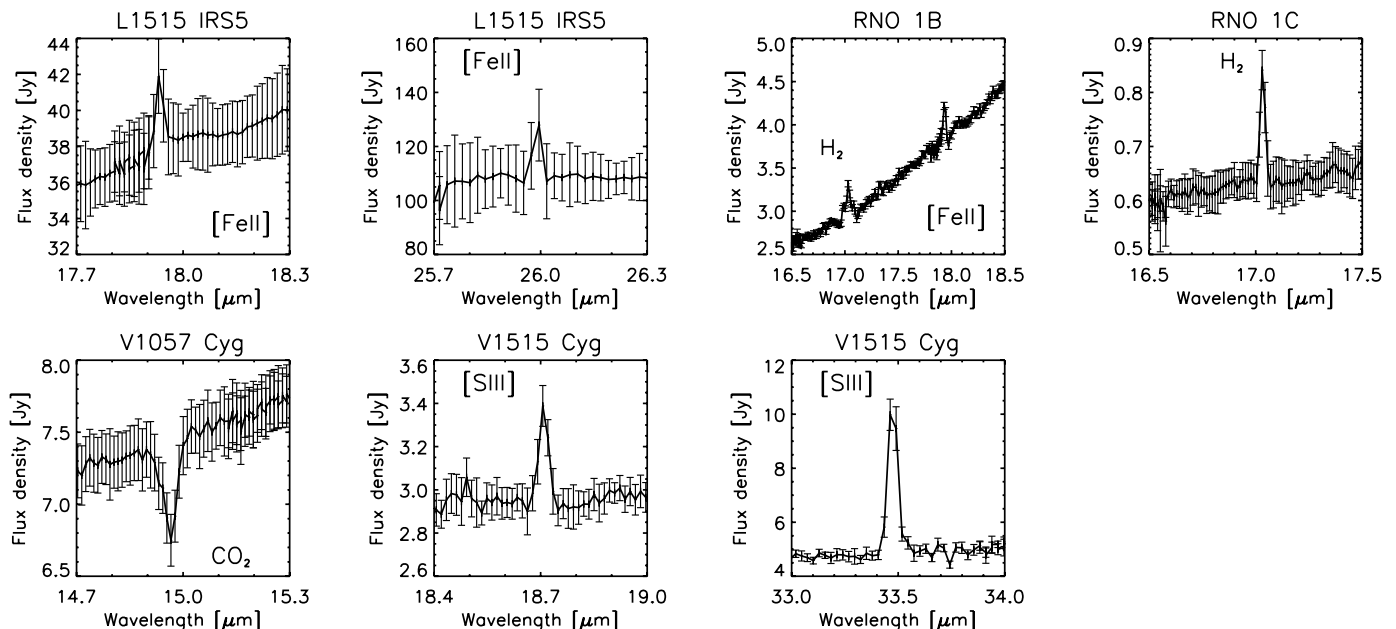 L1515 IRS5
Flux density [Jy]
44
42
40
38
36
34
32
[FeII]
17.7
18.0
18.3
Wavelength [μm]
L1515 IRS5
Flux density [Jy]
160
140
120
100
80
[FeII]
25.7
26.0
26.3
Wavelength [μm]
RNO 1B
Flux density [Jy]
5.0
4.5
4.0
3.5
3.0
2.5
H₂
[FeII]
16.5
17.0
17.5
18.0
18.5
Wavelength [μm]
RNO 1C
Flux density [Jy]
0.9
0.8
0.7
0.6
0.5
H₂
16.5
17.0
17.5
Wavelength [μm]
V1057 Cyg
Flux density [Jy]
8.0
7.5
7.0
6.5
CO₂
14.7
15.0
15.3
Wavelength [μm]
V1515 Cyg
Flux density [Jy]
3.6
3.4
3.2
3.0
2.8
2.6
[SIII]
18.4
18.7
19.0
Wavelength [μm]
V1515 Cyg
Flux density [Jy]
12
10
8
6
4
[SIII]
33.0
33.5
34.0
Wavelength [μm]